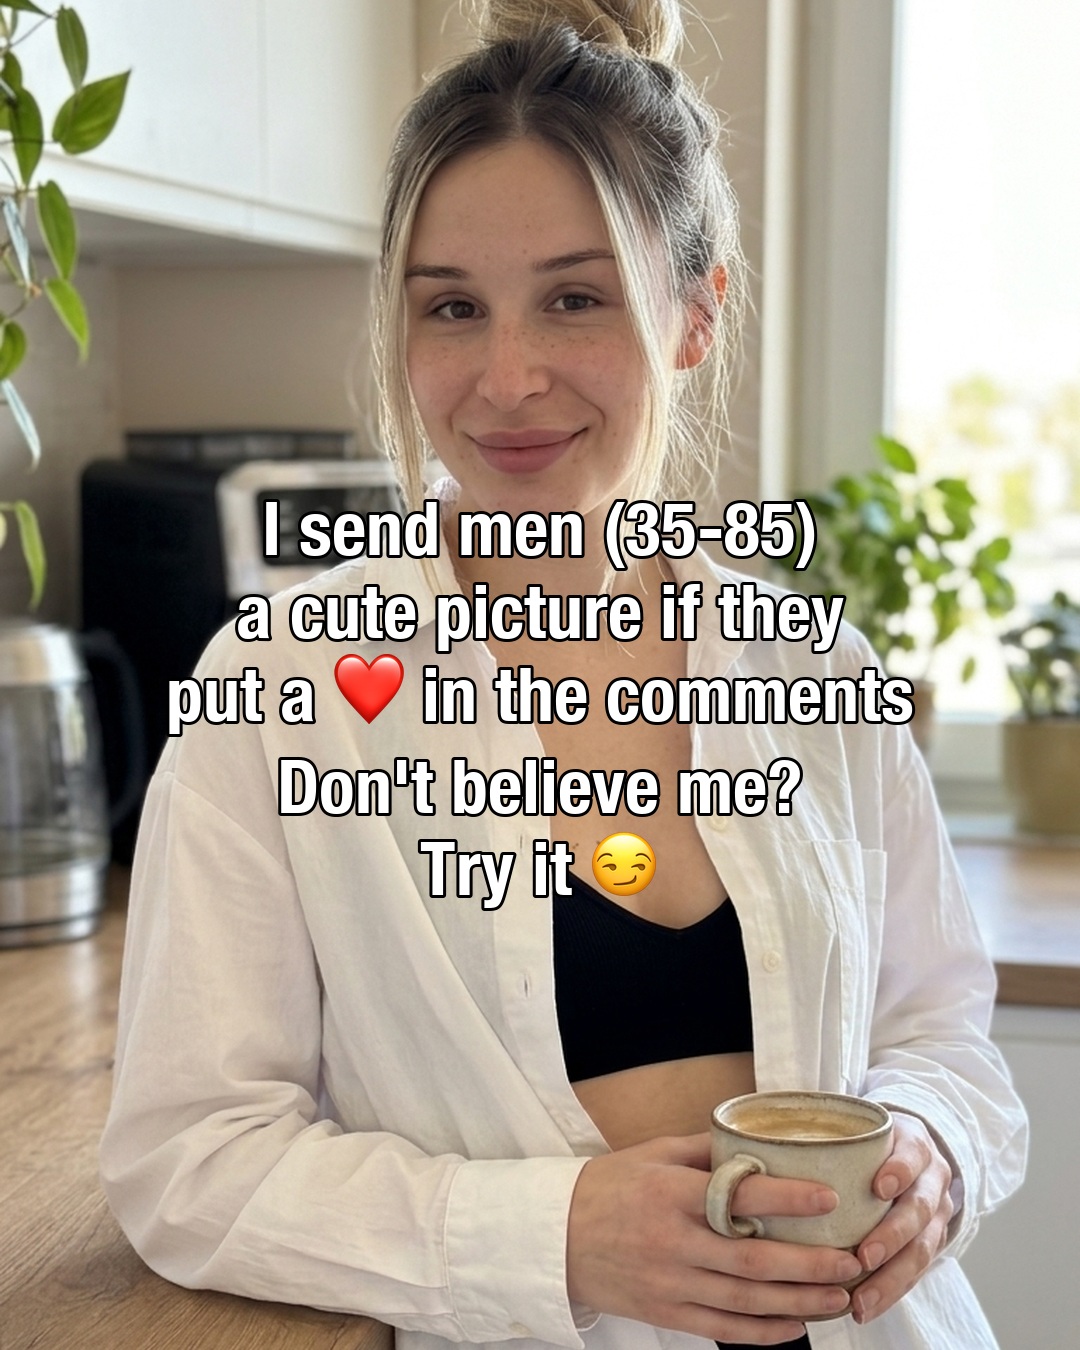 I send men (35-85)
a cute picture if they
put a ❤️ in the comments
Don't believe me?
Try it 😏